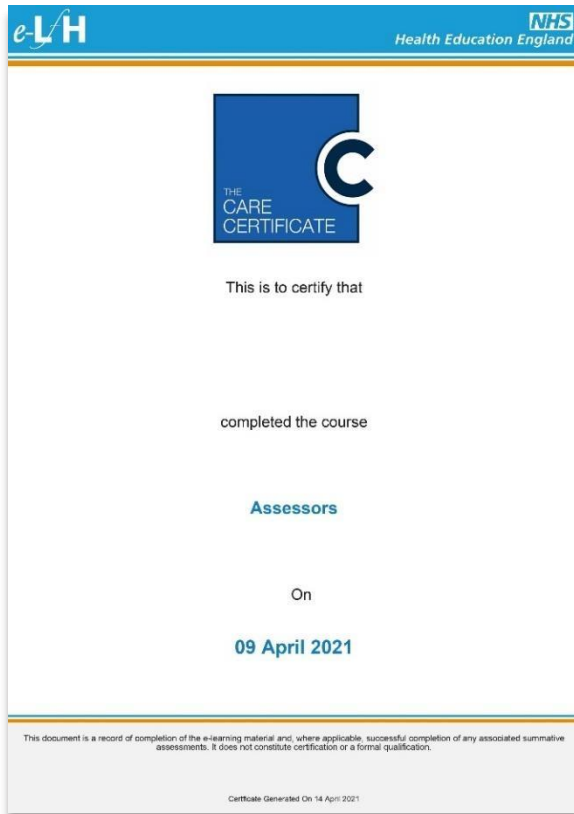 e-LfH
NHS
Health Education England
C
THE
CARE
CERTIFICATE
This is to certify that
completed the course
Assessors
On
09 April 2021
This document is a record of completion of the e-learning material and, where applicable, successful completion of any associated summative
assessments. It does not constitute certification or a formal qualification.
Certficate Generated On 14 April 2021